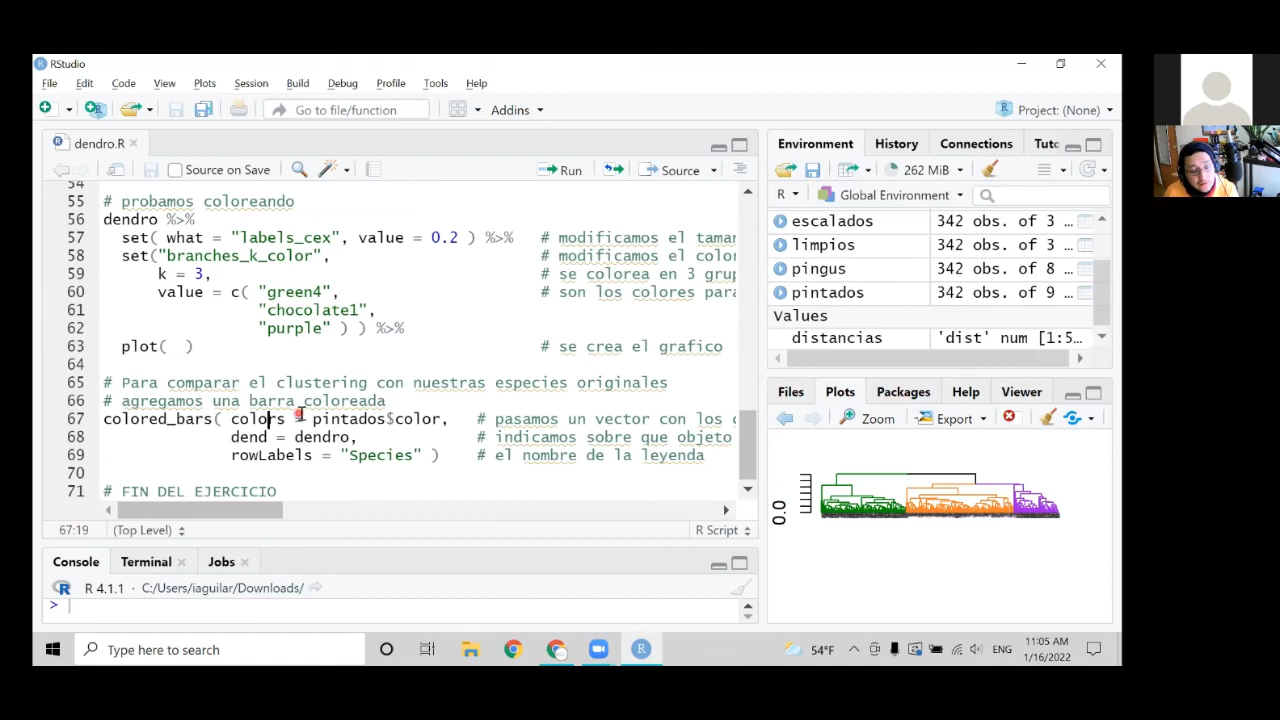 RStudio
File Edit Code View Plots Session Build Debug Profile Tools Help
Go to file/function Addins Project: (None)
dendro.R
Source on Save Run Source
54
55 # probamos coloreando
56 dendro %>%
57 set( what = "labels_cex", value = 0.2 ) %>% # modificamos el tamar
58 set("branches_k_color", # modificamos el color
59 k = 3, # se colorea en 3 grup
60 value = c( "green4", # son los colores para
61 "chocolate1",
62 "purple" ) ) %>%
63 plot( ) # se crea el grafico
64
65 # Para comparar el clustering con nuestras especies originales
66 # agregamos una barra coloreada
67 colored_bars( colors = pintados$color, # pasamos un vector con los c
68 dend = dendro, # indicamos sobre que objeto
69 rowLabels = "Species" ) # el nombre de la leyenda
70
71 # FIN DEL EJERCICIO
67:19 (Top Level) R Script
Console Terminal Jobs
R 4.1.1 · C:/Users/iaguilar/Downloads/
>
Environment History Connections Tuto
262 MiB
R Global Environment
escalados 342 obs. of 3 …
limpios 342 obs. of 3 …
pingus 342 obs. of 8 …
pintados 342 obs. of 9 …
Values
distancias 'dist' num [1:5…
Files Plots Packages Help Viewer
Zoom Export
0.0
Type here to search
54°F ENG
11:05 AM
1/16/2022